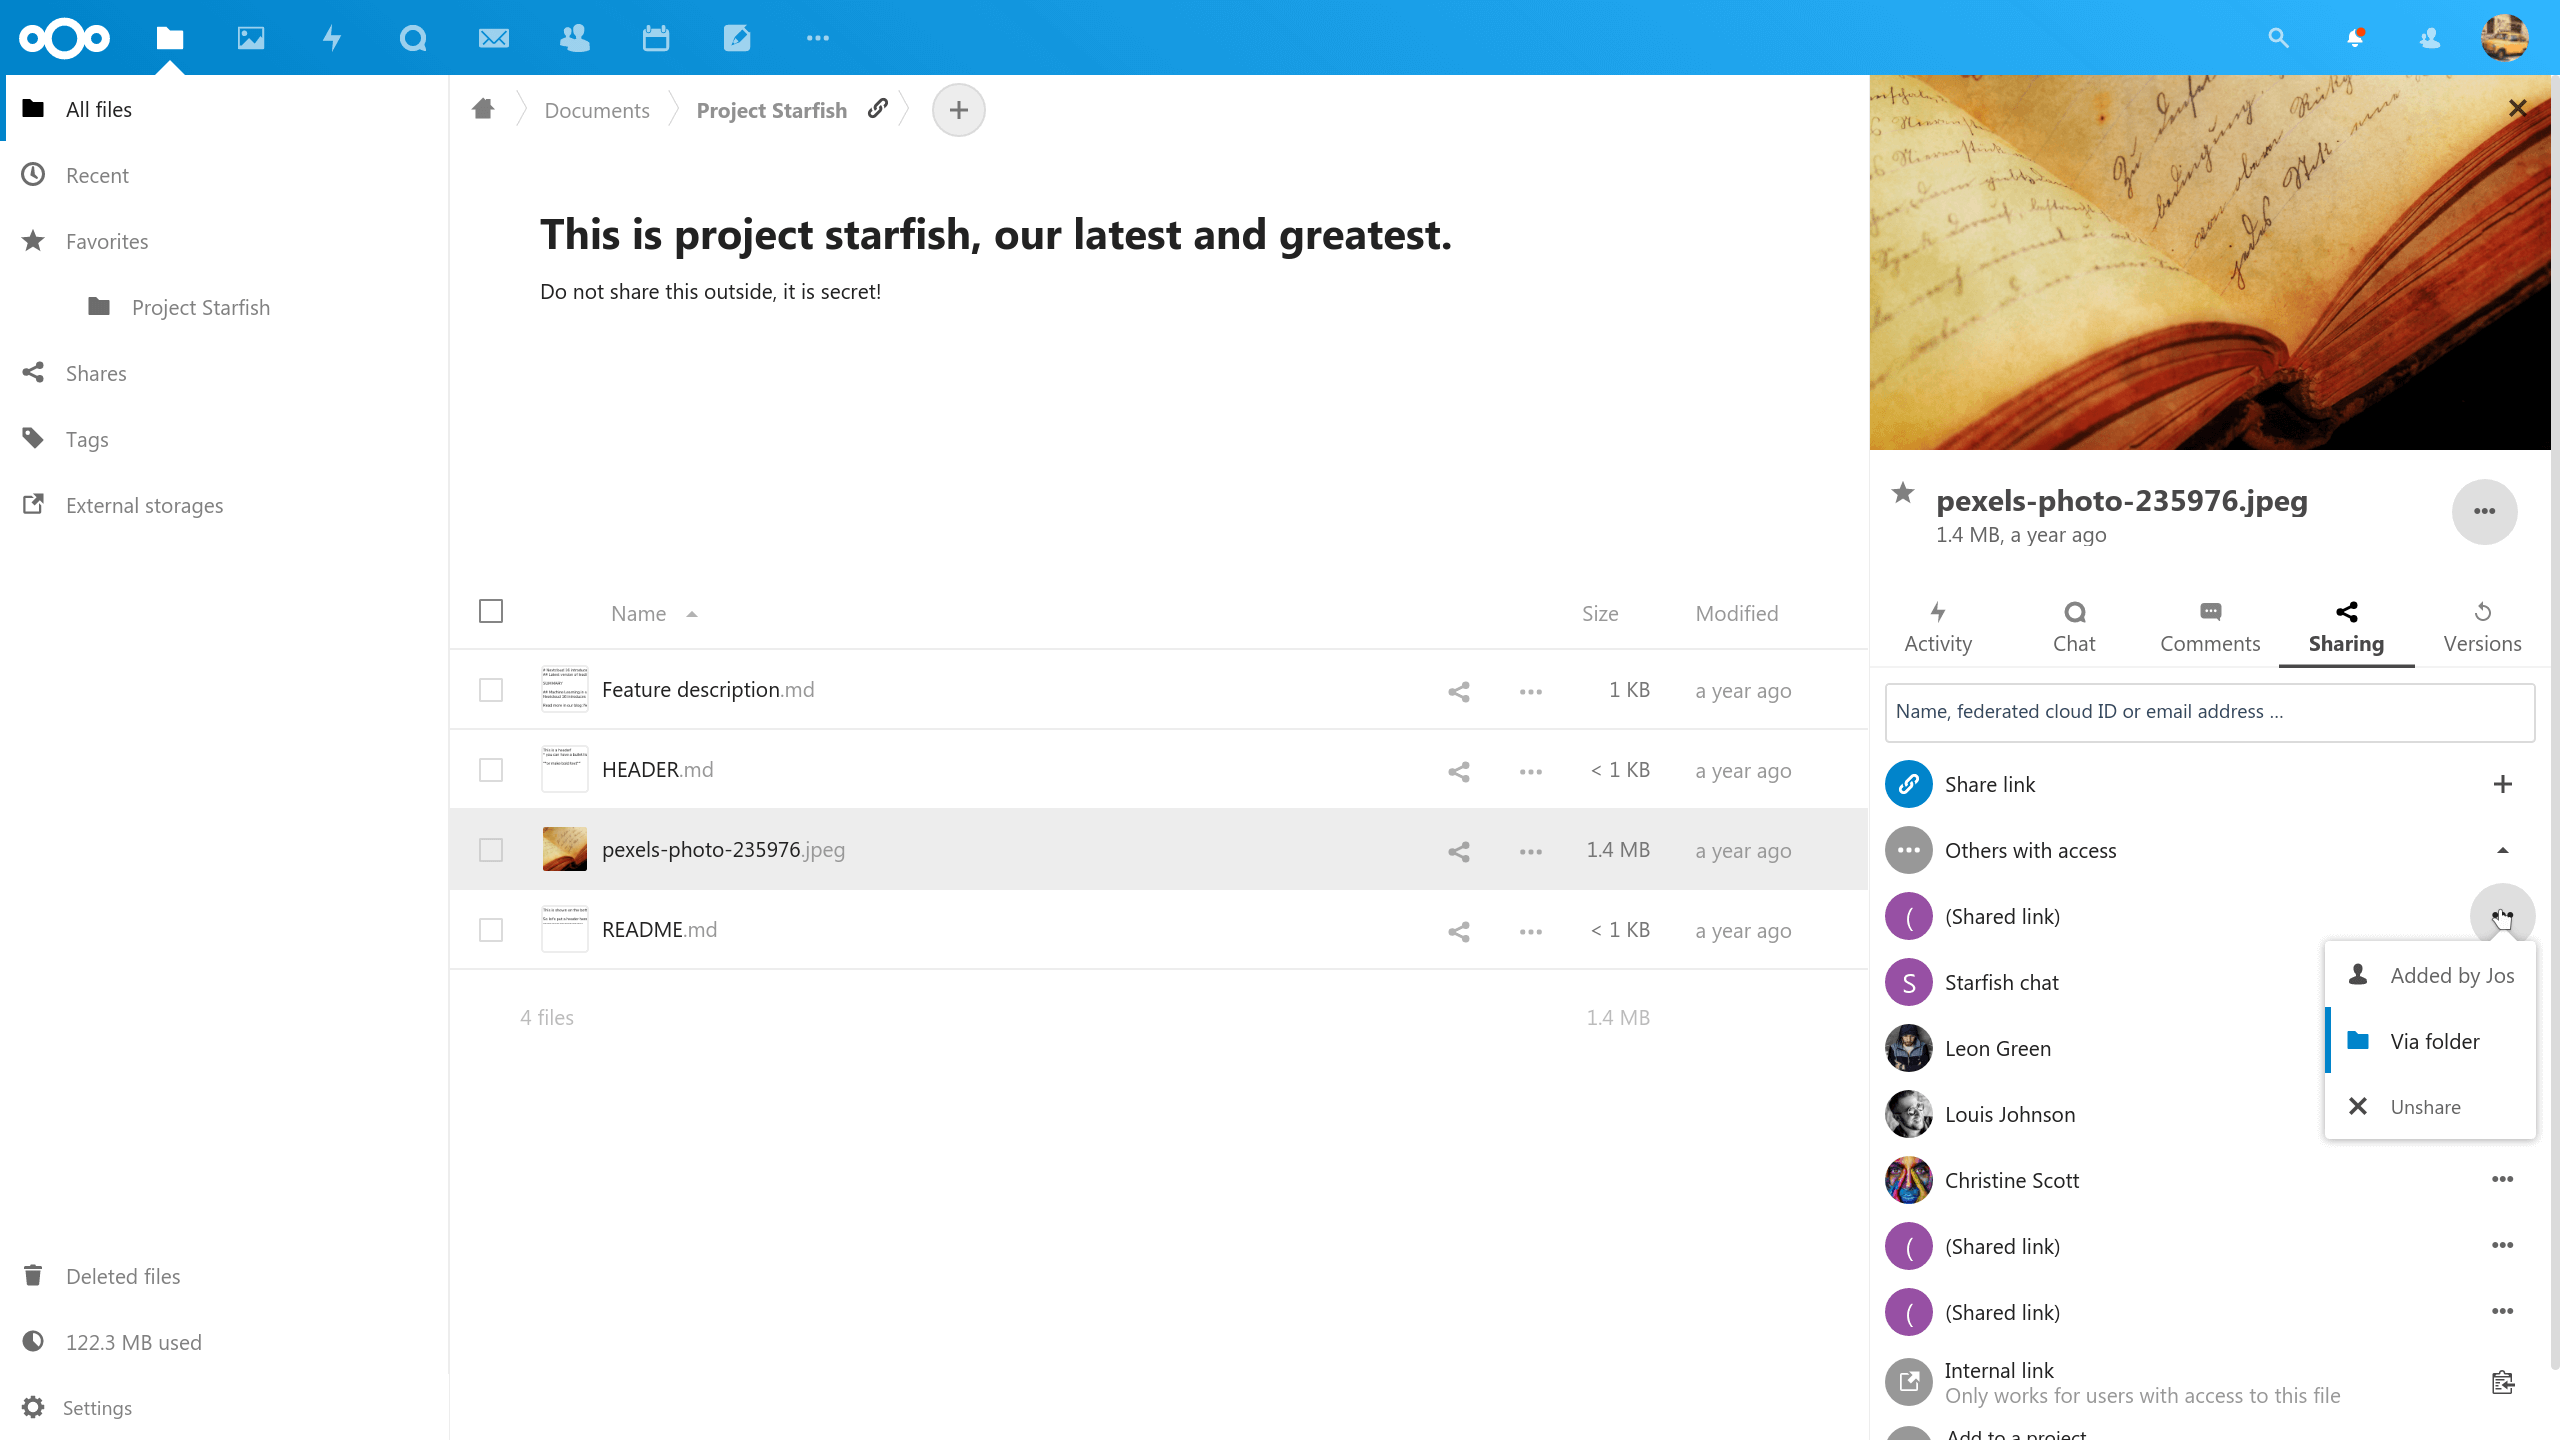 All files
Recent
Favorites
Project Starfish
Shares
Tags
External storages
Deleted files
122.3 MB used
Settings
Documents
Project Starfish
This is project starfish, our latest and greatest.
Do not share this outside, it is secret!
Name Size Modified
Feature description.md 1 KB a year ago
HEADER.md < 1 KB a year ago
pexels-photo-235976.jpeg 1.4 MB a year ago
README.md < 1 KB a year ago
4 files 1.4 MB
pexels-photo-235976.jpeg
1.4 MB, a year ago
Activity Chat Comments Sharing Versions
Name, federated cloud ID or email address ...
Share link
Others with access
( (Shared link)
Added by Jos
Via folder
Unshare
S Starfish chat
Leon Green
Louis Johnson
Christine Scott
( (Shared link)
( (Shared link)
Internal link
Only works for users with access to this file
Add to a project